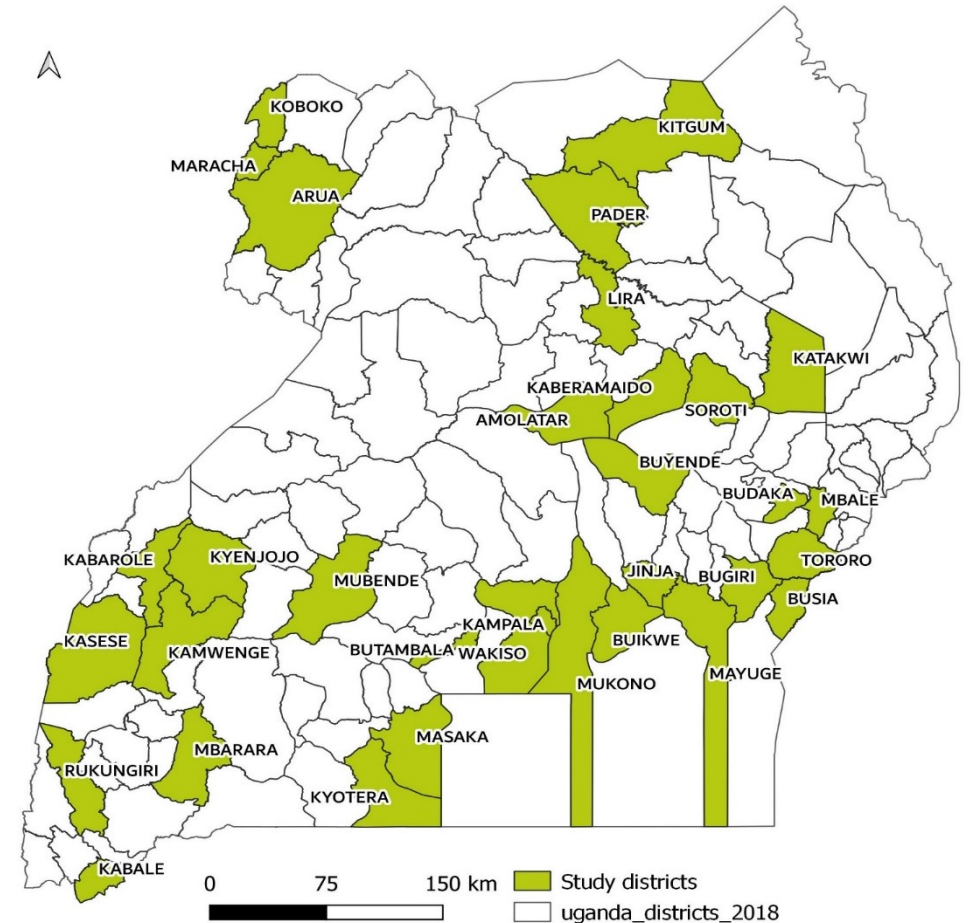 KOBOKO
KITGUM
MARACHA
ARUA
PADER
LIRA
KATAKWI
KABERAMAIDO
AMOLATAR
SOROTI
BUYENDE
BUDAKA
MBALE
KABAROLE
KYENJOJO
TORORO
MUBENDE
JINJA
BUGIRI
BUSIA
KASESE
KAMPALA
KAMWENGE
BUTAMBALA
WAKISO
BUIKWE
MAYUGE
MUKONO
MASAKA
MBARARA
RUKUNGIRI
KYOTERA
KABALE
0 75 150 km
Study districts
uganda_districts_2018